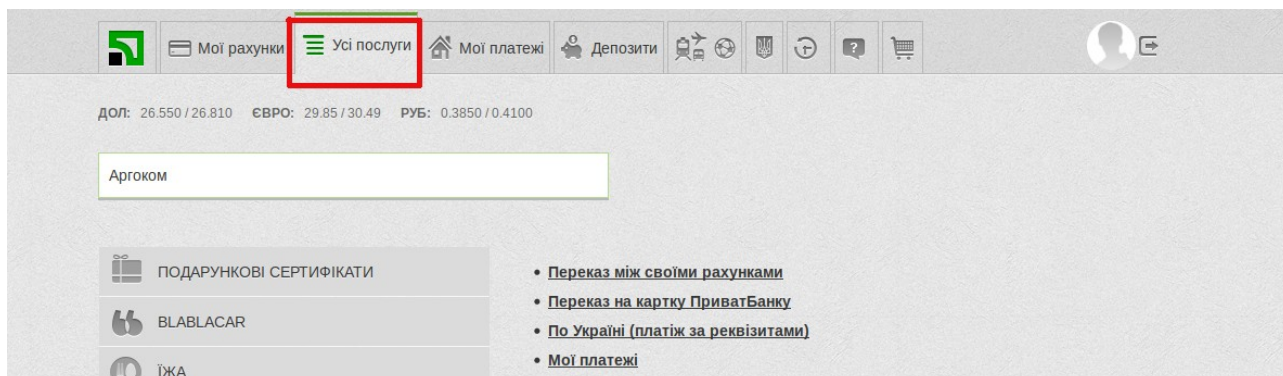 Мої рахунки Усі послуги Мої платежі Депозити
ДОЛ: 26.550 / 26.810 ЄВРО: 29.85 / 30.49 РУБ: 0.3850 / 0.4100
Аргоком
ПОДАРУНКОВІ СЕРТИФІКАТИ
BLABLACAR
ЇЖА
• Переказ між своїми рахунками
• Переказ на картку ПриватБанку
• По Україні (платіж за реквізитами)
• Мої платежі